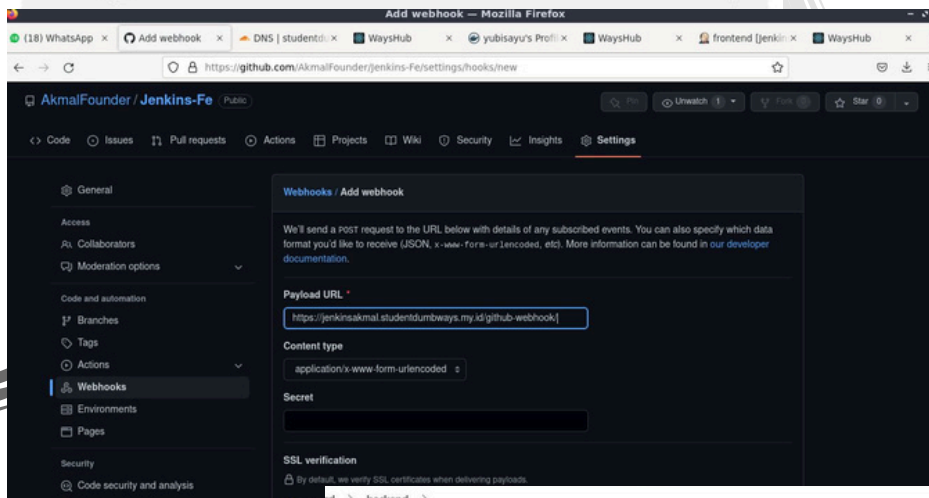 Add webhook — Mozilla Firefox
(18) WhatsApp × Add webhook × DNS | studentdu × WaysHub × yubisayu's Profil × WaysHub × frontend [Jenkin × WaysHub ×
https://github.com/AkmalFounder/Jenkins-Fe/settings/hooks/new
AkmalFounder / Jenkins-Fe Public
Pin Unwatch 1 Fork 0 Star 0
Code Issues Pull requests Actions Projects Wiki Security Insights Settings
General
Access
Collaborators
Moderation options
Code and automation
Branches
Tags
Actions
Webhooks
Environments
Pages
Security
Code security and analysis
Webhooks / Add webhook
We'll send a POST request to the URL below with details of any subscribed events. You can also specify which data
format you'd like to receive (JSON, x-www-form-urlencoded, etc). More information can be found in our developer
documentation.
Payload URL *
https://jenkinsakmal.studentdumbways.my.id/github-webhook/
Content type
application/x-www-form-urlencoded
Secret
SSL verification
By default, we verify SSL certificates when delivering payloads.
backend